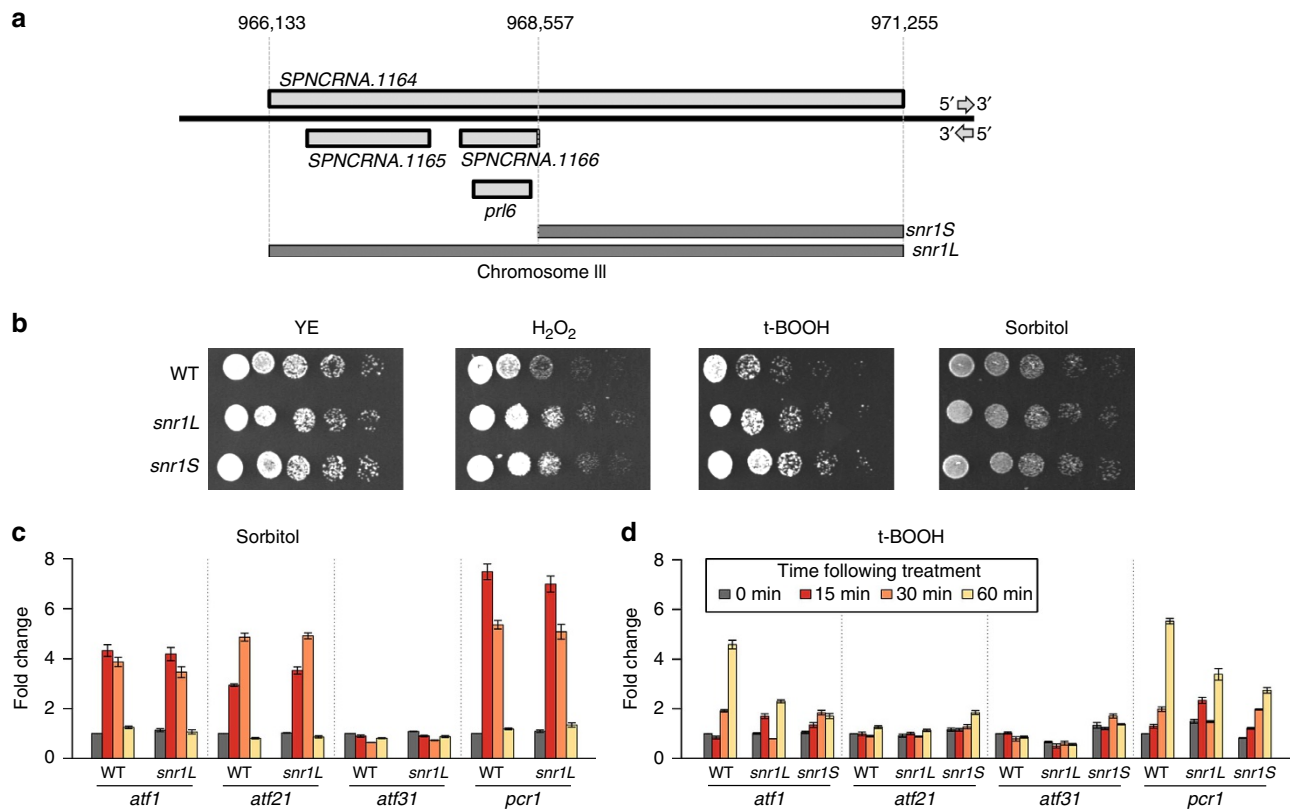 a
966,133 968,557 971,255
SPNCRNA.1164
5′ 3′
3′ 5′
SPNCRNA.1165 SPNCRNA.1166
prl6
snr1S
snr1L
Chromosome III
b
YE H₂O₂ t-BOOH Sorbitol
WT
snr1L
snr1S
c
Sorbitol
Fold change
8
6
4
2
0
WT snr1L WT snr1L WT snr1L WT snr1L
atf1 atf21 atf31 pcr1
d
t-BOOH
Time following treatment
0 min 15 min 30 min 60 min
Fold change
8
6
4
2
0
WT snr1L snr1S WT snr1L snr1S WT snr1L snr1S WT snr1L snr1S
atf1 atf21 atf31 pcr1